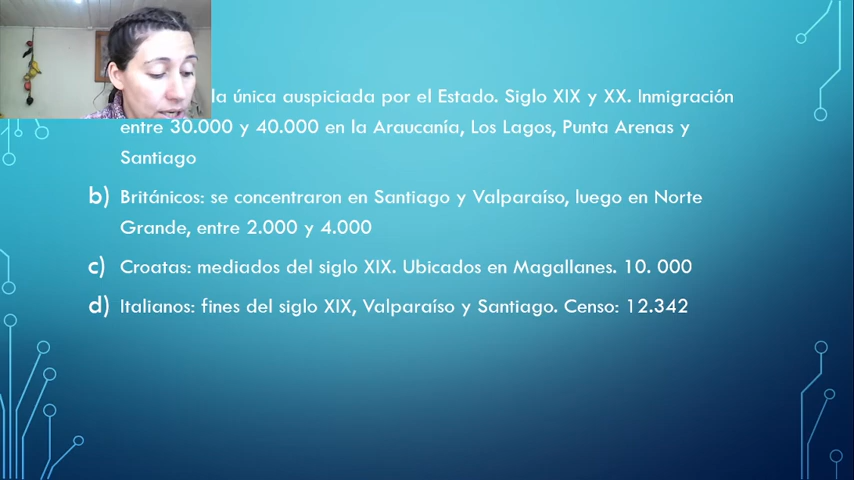 la única auspiciada por el Estado. Siglo XIX y XX. Inmigración
entre 30.000 y 40.000 en la Araucanía, Los Lagos, Punta Arenas y
Santiago
b) Británicos: se concentraron en Santiago y Valparaíso, luego en Norte
Grande, entre 2.000 y 4.000
c) Croatas: mediados del siglo XIX. Ubicados en Magallanes. 10. 000
d) Italianos: fines del siglo XIX, Valparaíso y Santiago. Censo: 12.342